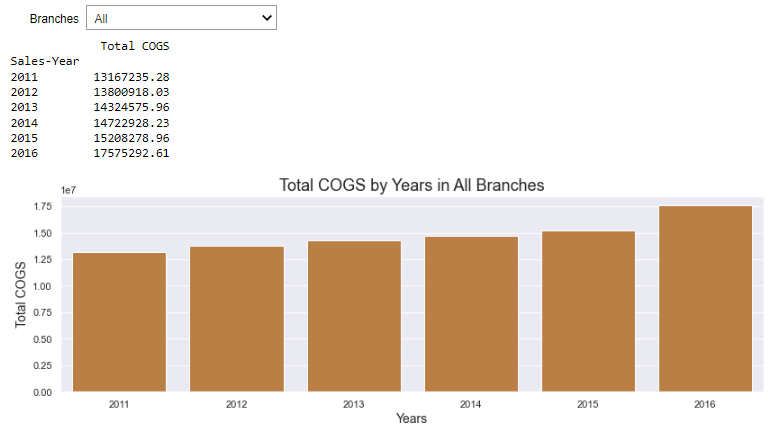 Branches All
Total COGS
Sales-Year
2011 13167235.28
2012 13800918.03
2013 14324575.96
2014 14722928.23
2015 15208278.96
2016 17575292.61
Total COGS by Years in All Branches
1e7
1.75
1.50
1.25
1.00
0.75
0.50
0.25
0.00
Total COGS
2011 2012 2013 2014 2015 2016
Years